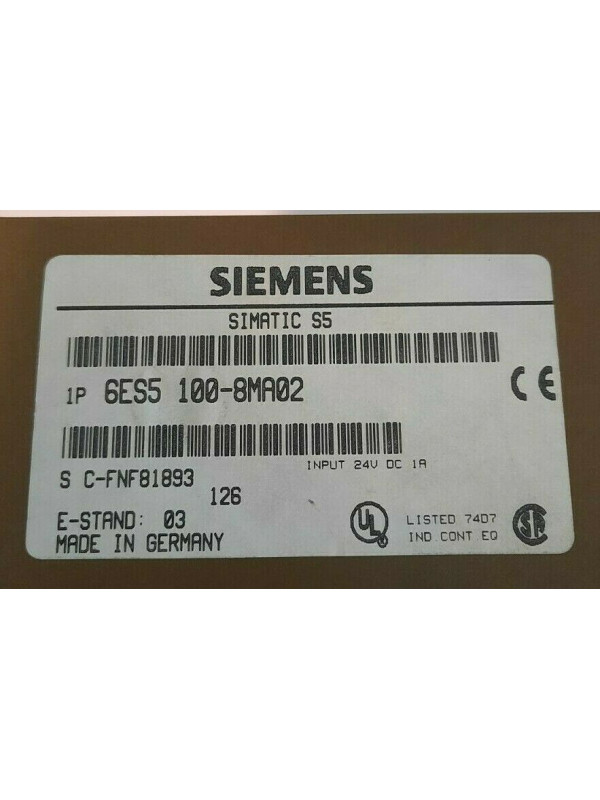 SIEMENS
SIMATIC S5
1P 6ES5 100-8MA02
CE
INPUT 24V DC 1A
S C-FNF81893
126
E-STAND: 03
MADE IN GERMANY
UL
LISTED 74D7
IND.CONT EQ
SA